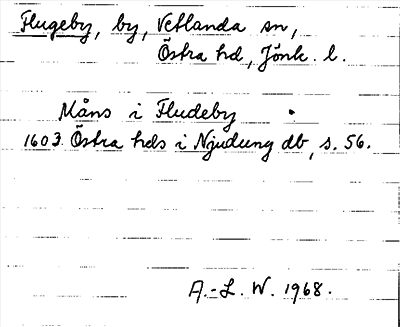 Flugeby, by, Vetlanda sn,
Östra hd, Jönk. l.
Måns i Fludeby
1603 Östra hds i Njudung db, s. 56.
A.-L. W. 1968.